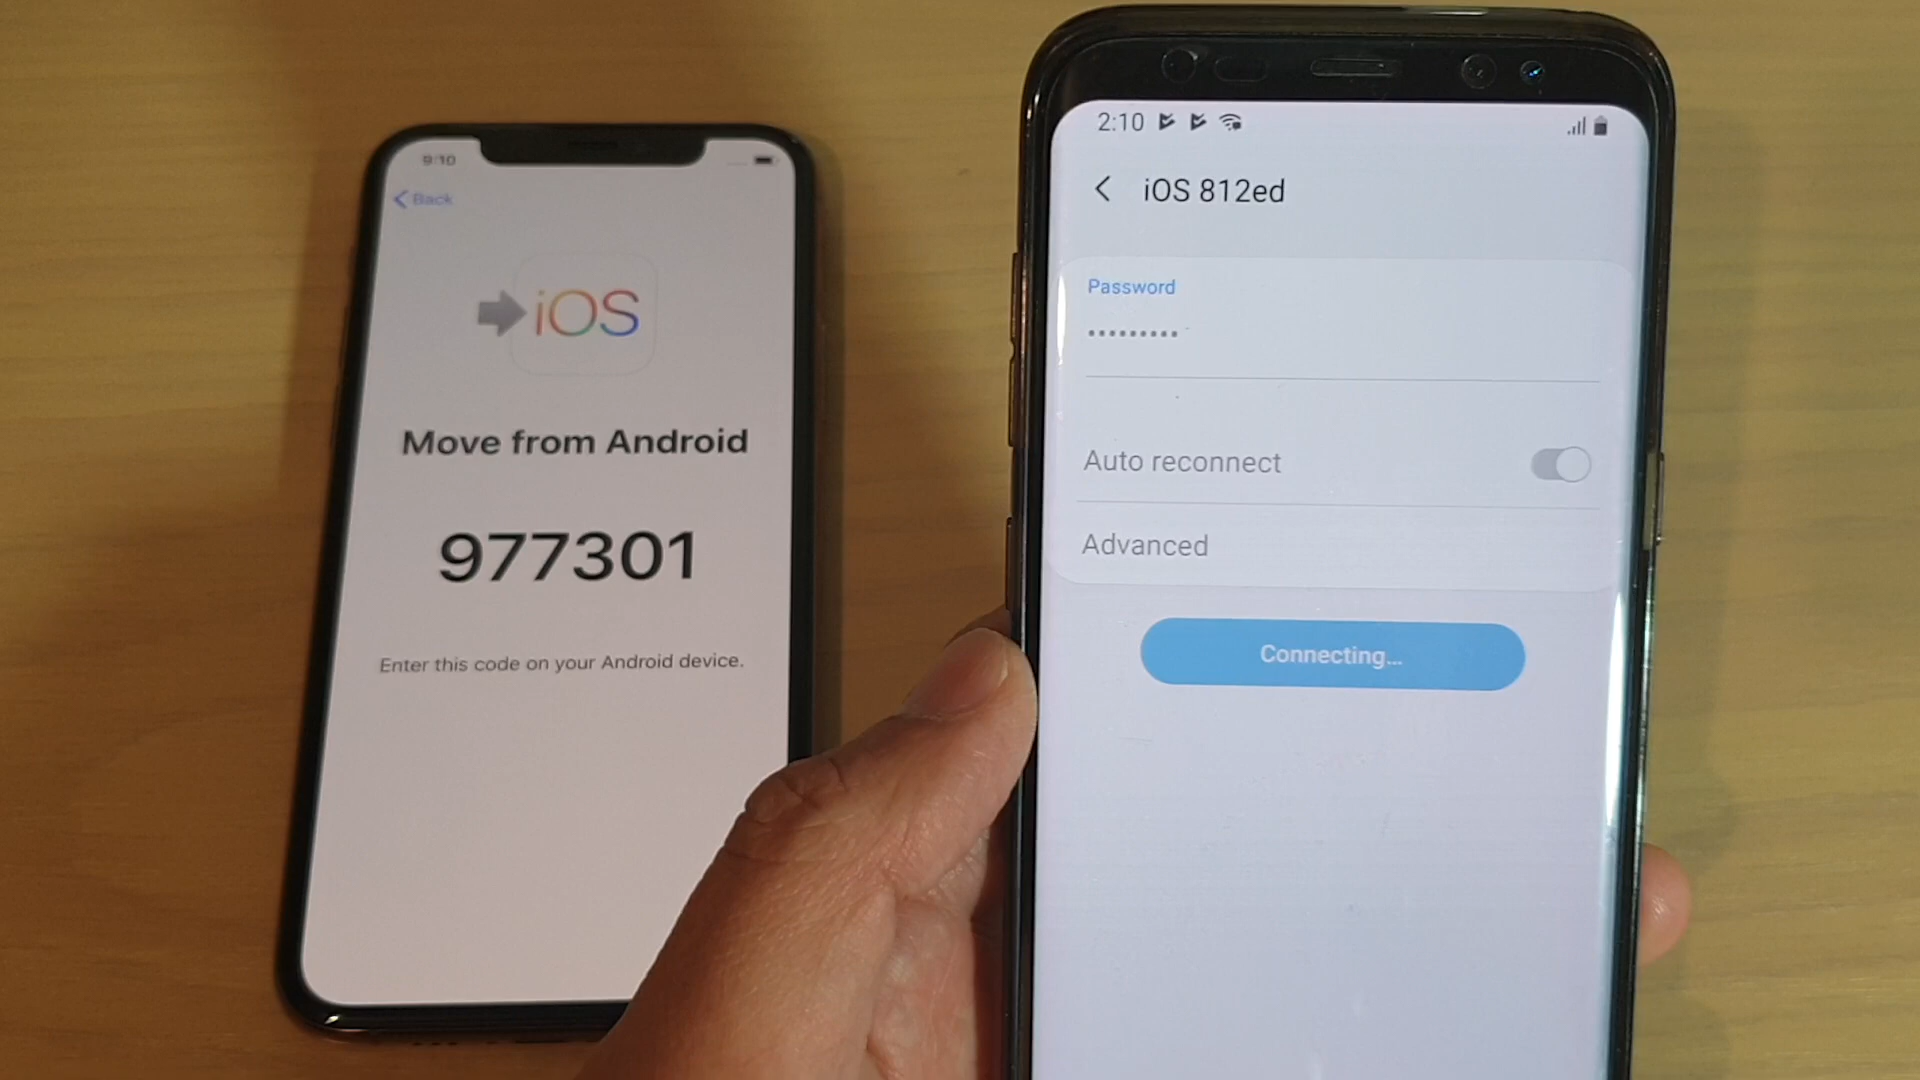 9:10
Back
iOS
Move from Android
977301
Enter this code on your Android device.
2:10
iOS 812ed
Password
•••••••••
Auto reconnect
Advanced
Connecting...